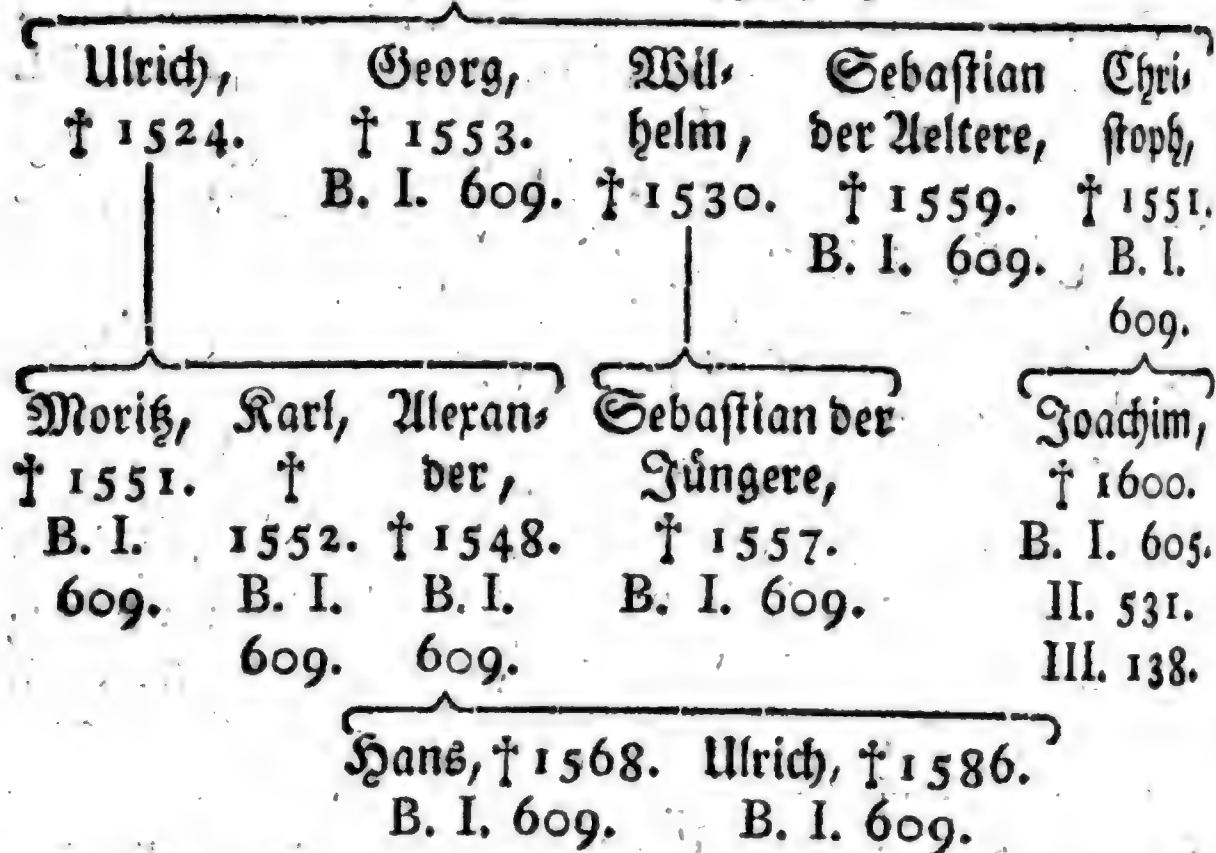 Ulrich, Georg, Wil- Sebastian Chri-
† 1524. † 1553. helm, der Aeltere, stoph,
B. I. 609. † 1530. † 1559. † 1551.
B. I. 609. B. I.
609.
Moritz, Karl, Alexan- Sebastian der Joachim,
† 1551. † der, Jüngere, † 1600.
B. I. 1552. † 1548. † 1557. B. I. 605.
609. B. I. B. I. B. I. 609. II. 531.
609. 609. III. 138.
Hans, † 1568. Ulrich, † 1586.
B. I. 609. B. I. 609.